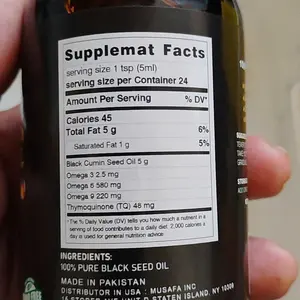 Supplemat Facts
serving size 1 tsp (5ml)
serving size per Container 24
Amount Per Serving % DV*
Calories 45
Total Fat 5 g 6%
Saturated Fat 1 g 5%
Black Cumin Seed Oil 5 g
Omega 3 2.5 mg
Omega 6 580 mg
Omega 9 220 mg
Thymoquinone (TQ) 48 mg
* The % Daily Value (DV) tells you how much a nutrient in a
serving of food contributes to a daily diet. 2,000 calories a
day is used for general nutrition advice.
INGREDIENTS:
100% PURE BLACK SEED OIL
MADE IN PAKISTAN
DISTRIBUTOR IN USA : MUSAFA INC
STATEN ISLAND, NY